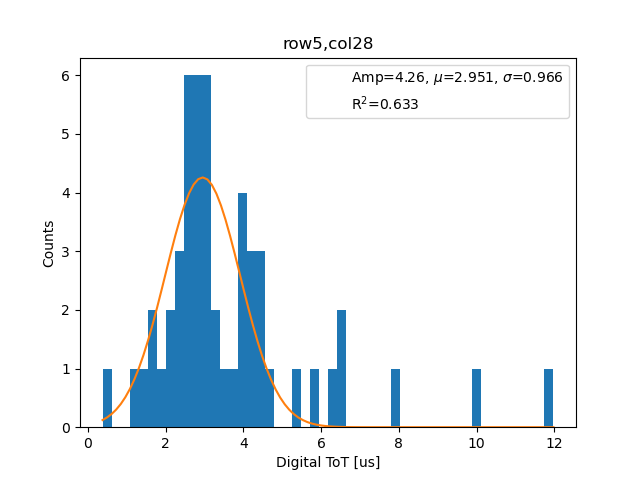 row5,col28
Amp=4.26, μ=2.951, σ=0.966
R²=0.633
6
5
4
3
2
1
0
Counts
0 2 4 6 8 10 12
Digital ToT [us]